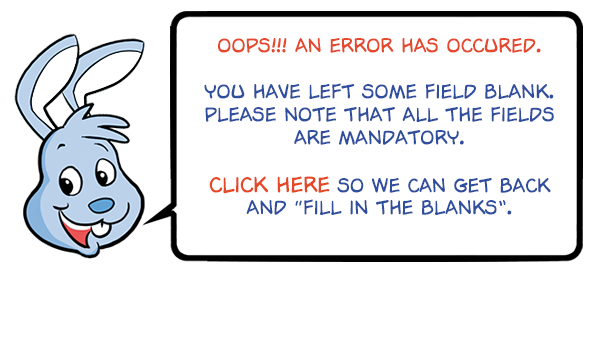 OOPS!!! AN ERROR HAS OCCURED.
YOU HAVE LEFT SOME FIELD BLANK.
PLEASE NOTE THAT ALL THE FIELDS
ARE MANDATORY.
CLICK HERE SO WE CAN GET BACK
AND "FILL IN THE BLANKS".